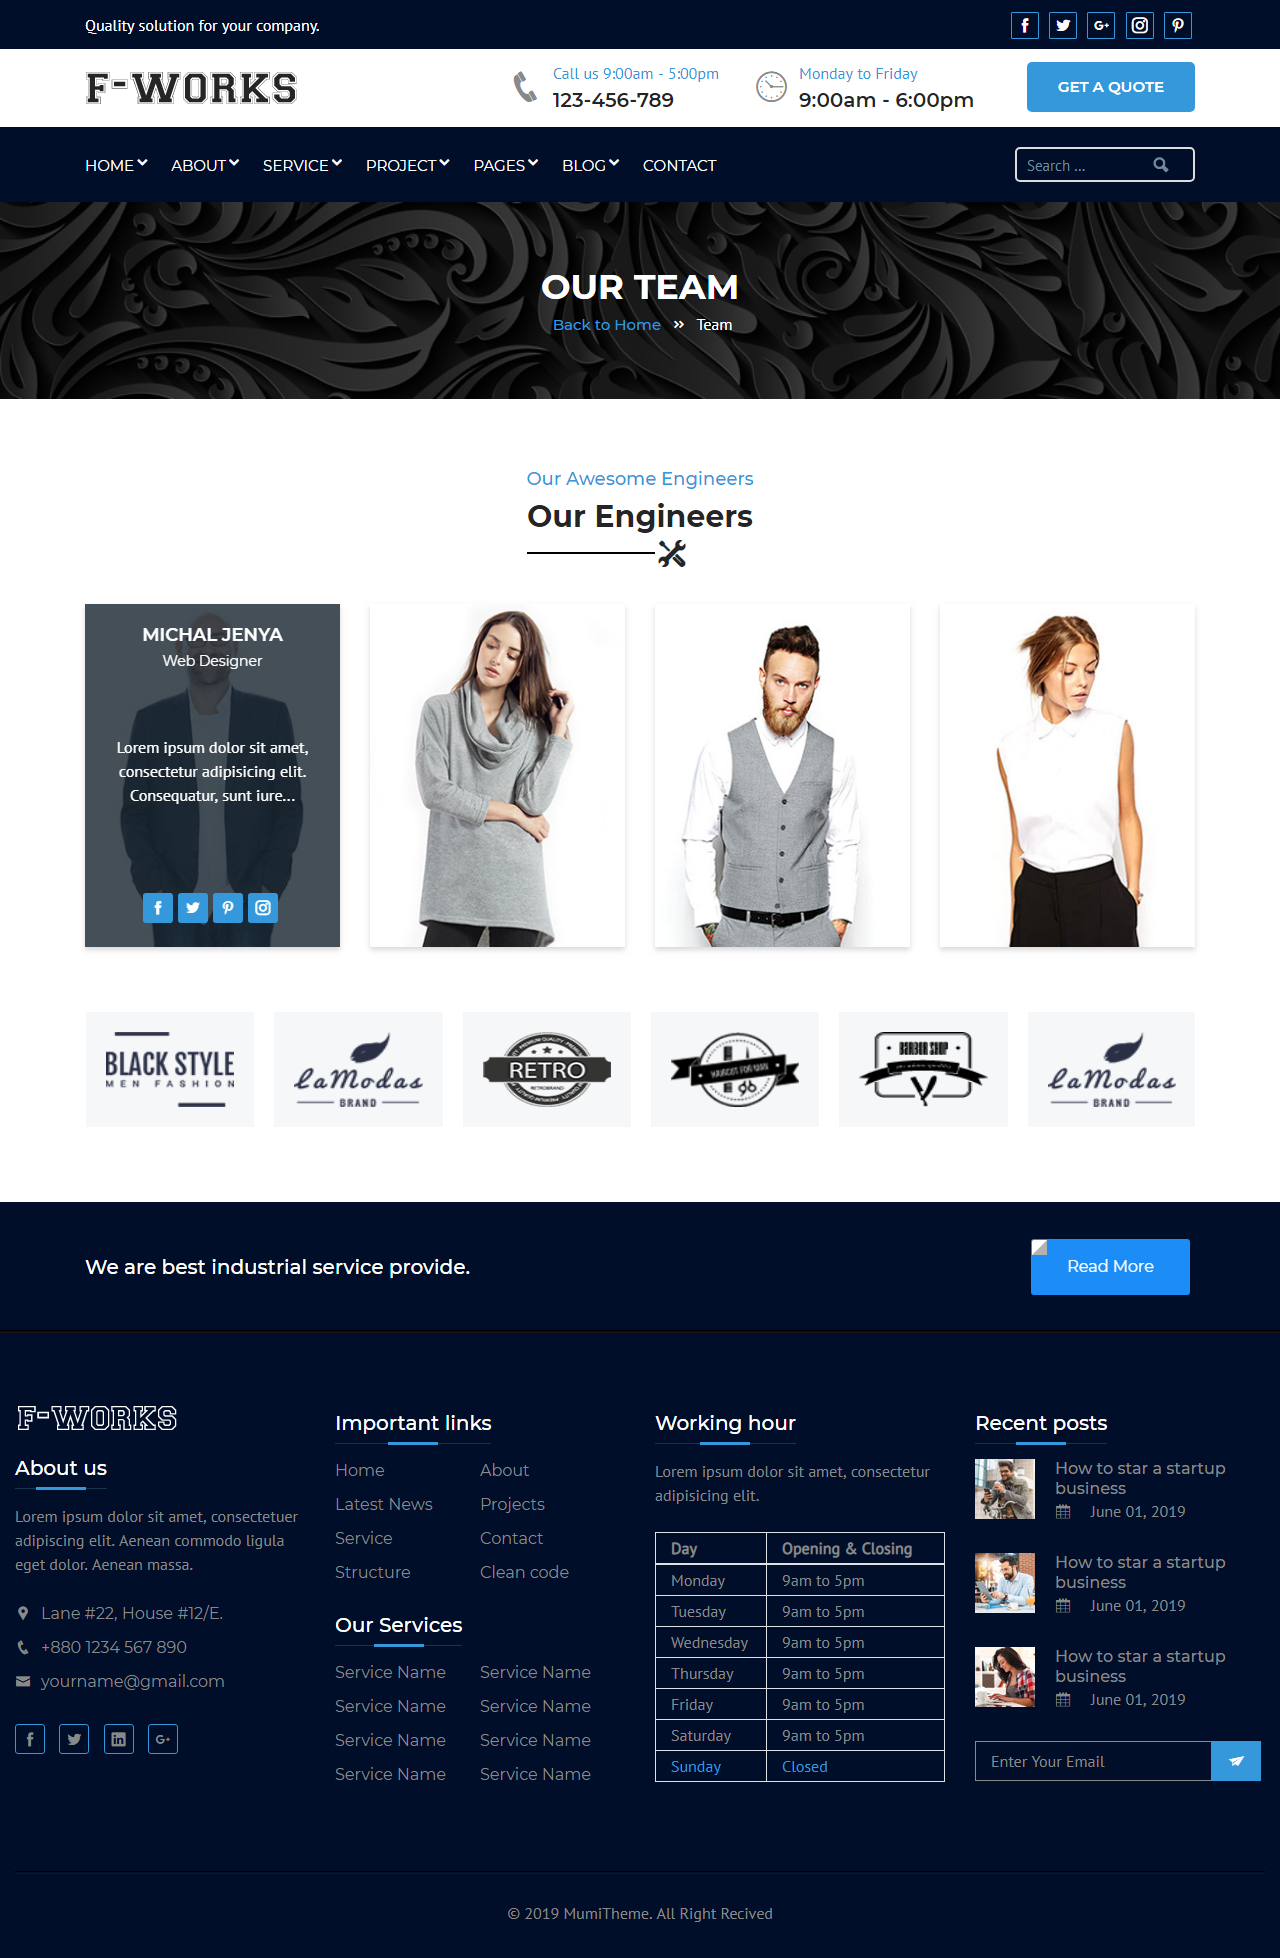 Quality solution for your company.
F-WORKS
Call us 9:00am - 5:00pm
123-456-789
Monday to Friday
9:00am - 6:00pm
GET A QUOTE
HOME ABOUT SERVICE PROJECT PAGES BLOG CONTACT
Search ...
OUR TEAM
Back to Home » Team
Our Awesome Engineers
Our Engineers
MICHAL JENYA
Web Designer
Lorem ipsum dolor sit amet,
consectetur adipisicing elit.
Consequatur, sunt iure...
BLACK STYLE
MEN FASHION
laModas
BRAND
PREMIUM QUALITY
RETRO
RETROBRAND
HAIRCUT FOR MAN
BARBER SHOP
laModas
BRAND
We are best industrial service provide.
Read More
F-WORKS
About us
Lorem ipsum dolor sit amet, consectetuer
adipiscing elit. Aenean commodo ligula
eget dolor. Aenean massa.
Lane #22, House #12/E.
+880 1234 567 890
yourname@gmail.com
Important links
Home About
Latest News Projects
Service Contact
Structure Clean code
Our Services
Service Name Service Name
Service Name Service Name
Service Name Service Name
Service Name Service Name
Working hour
Lorem ipsum dolor sit amet, consectetur
adipisicing elit.
Day Opening & Closing
Monday 9am to 5pm
Tuesday 9am to 5pm
Wednesday 9am to 5pm
Thursday 9am to 5pm
Friday 9am to 5pm
Saturday 9am to 5pm
Sunday Closed
Recent posts
How to star a startup
business
June 01, 2019
How to star a startup
business
June 01, 2019
How to star a startup
business
June 01, 2019
Enter Your Email
© 2019 MumiTheme. All Right Recived